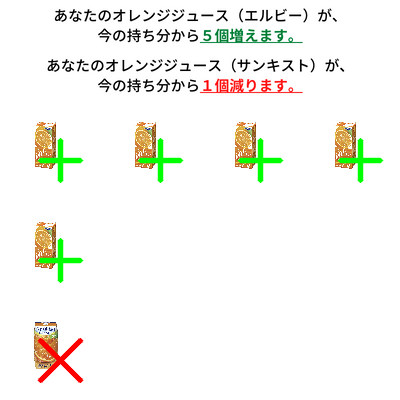 あなたのオレンジジュース（エルビー）が、
今の持ち分から５個増えます。
あなたのオレンジジュース（サンキスト）が、
今の持ち分から１個減ります。